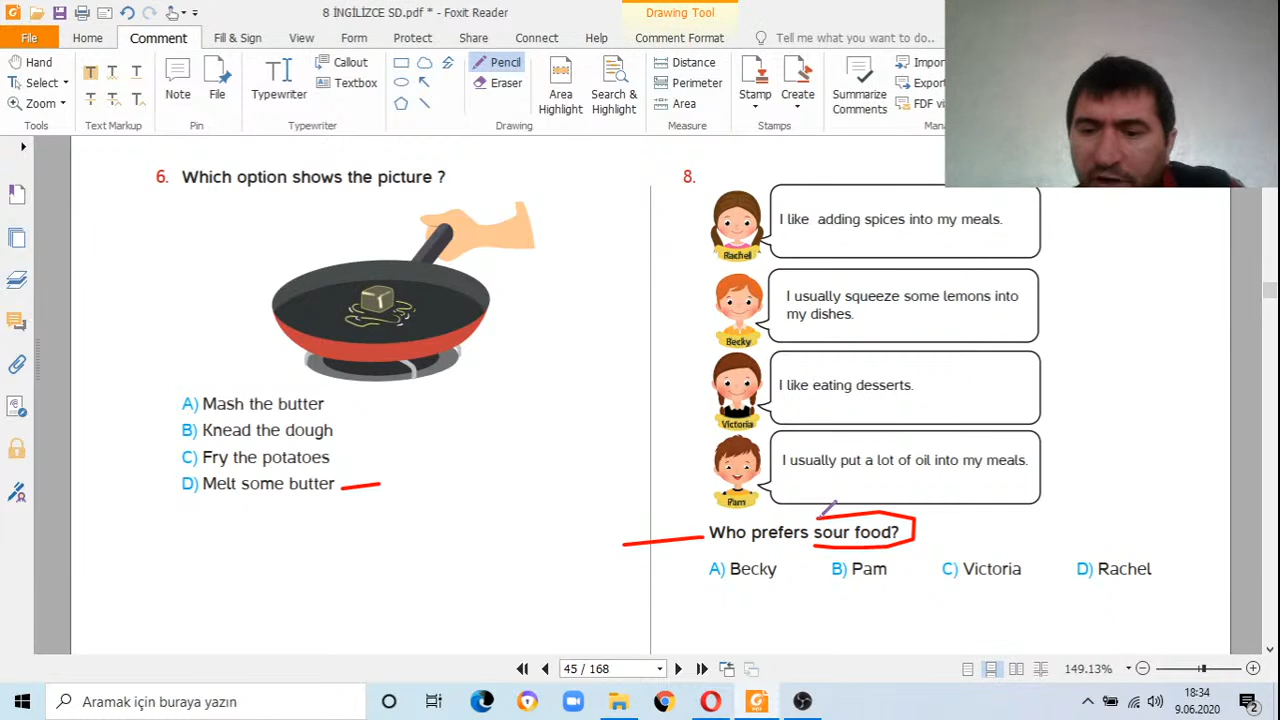 8 İNGİLİZCE SD.pdf * - Foxit Reader
Drawing Tool
File
Home
Comment
Fill & Sign
View
Form
Protect
Share
Connect
Help
Comment Format
Tell me what you want to do..
Hand
Select
Zoom
Tools
Text Markup
Note
File
Pin
Typewriter
Callout
Textbox
Typewriter
Pencil
Eraser
Drawing
Area Highlight
Search & Highlight
Distance
Perimeter
Area
Measure
Stamp
Create
Stamps
Summarize Comments
Impor
Export
FDF vi
Man
6. Which option shows the picture ?
A) Mash the butter
B) Knead the dough
C) Fry the potatoes
D) Melt some butter
8.
I like adding spices into my meals.
Rachel
I usually squeeze some lemons into
my dishes.
Becky
I like eating desserts.
Victoria
I usually put a lot of oil into my meals.
Pam
Who prefers sour food?
A) Becky B) Pam C) Victoria D) Rachel
45 / 168
149.13%
Aramak için buraya yazın
18:34
9.06.2020
2